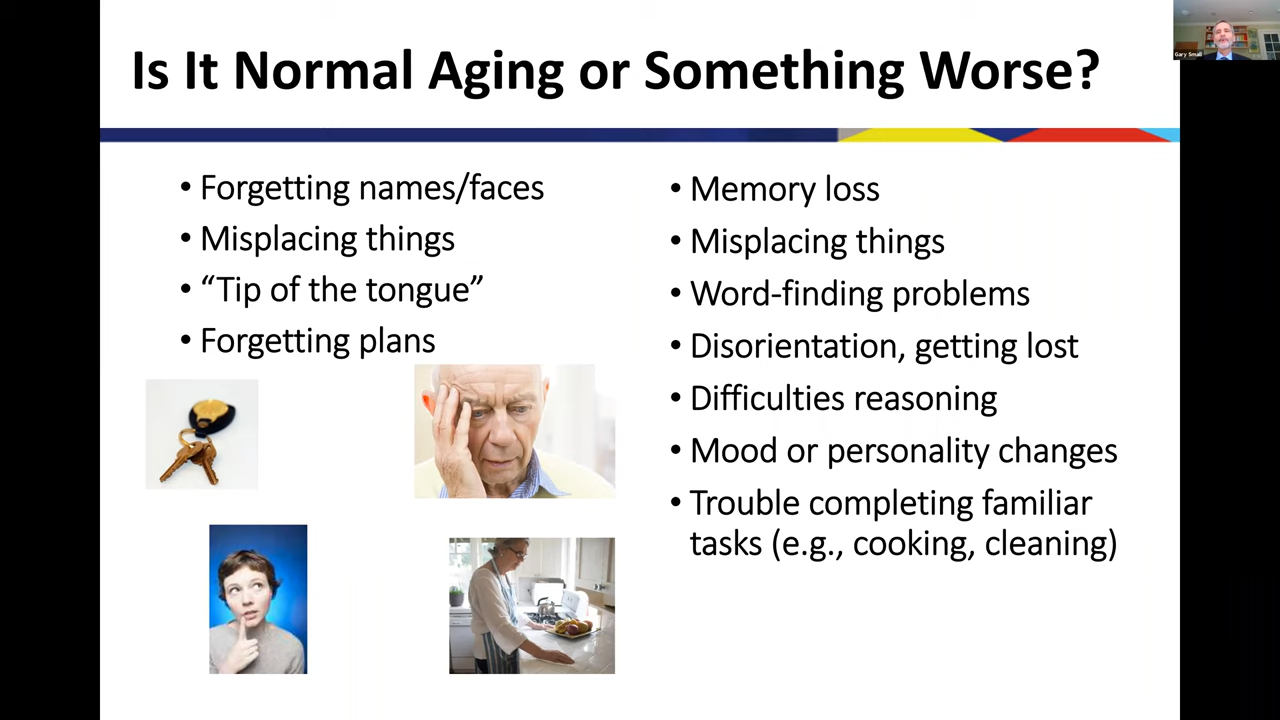 Is It Normal Aging or Something Worse?
Gary Small
• Forgetting names/faces
• Misplacing things
• “Tip of the tongue”
• Forgetting plans
• Memory loss
• Misplacing things
• Word-finding problems
• Disorientation, getting lost
• Difficulties reasoning
• Mood or personality changes
• Trouble completing familiar
tasks (e.g., cooking, cleaning)